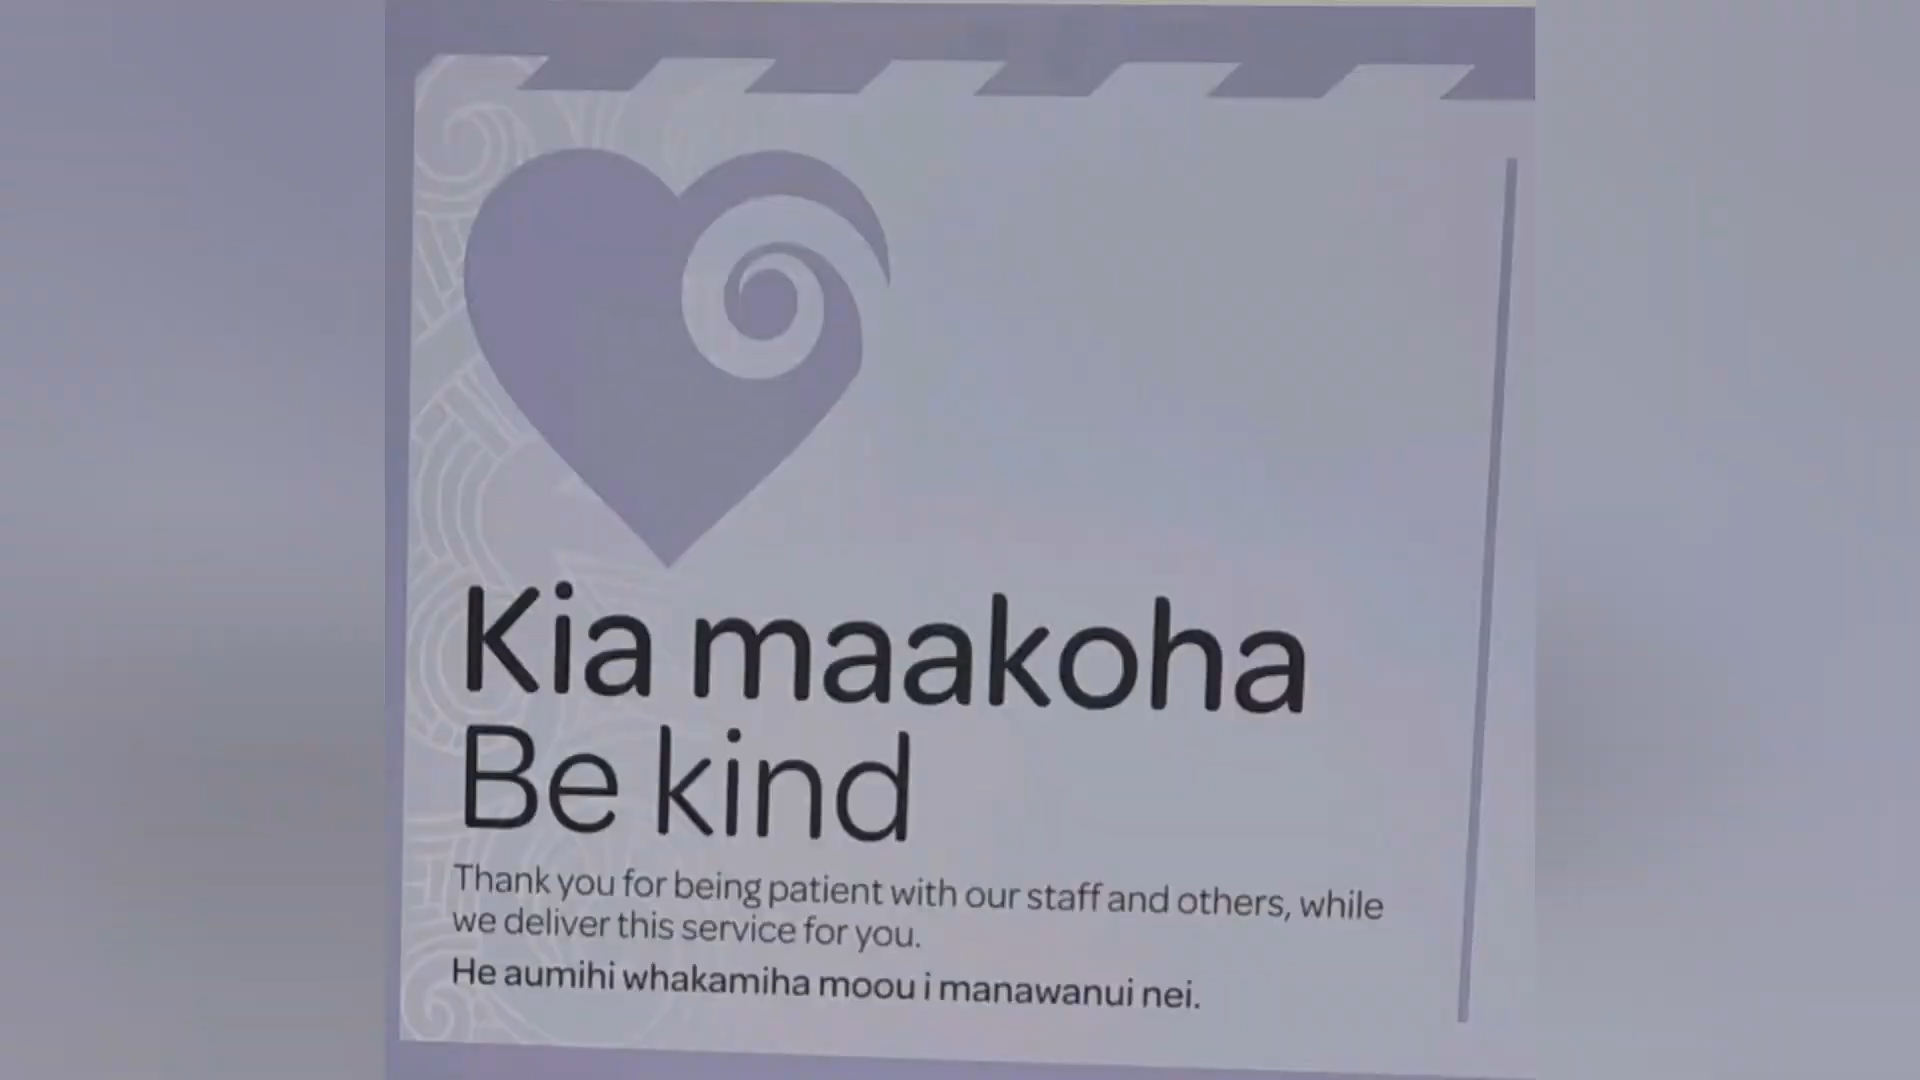 Kia maakoha
Be kind
Thank you for being patient with our staff and others, while
we deliver this service for you.
He aumihi whakamiha moou i manawanui nei.